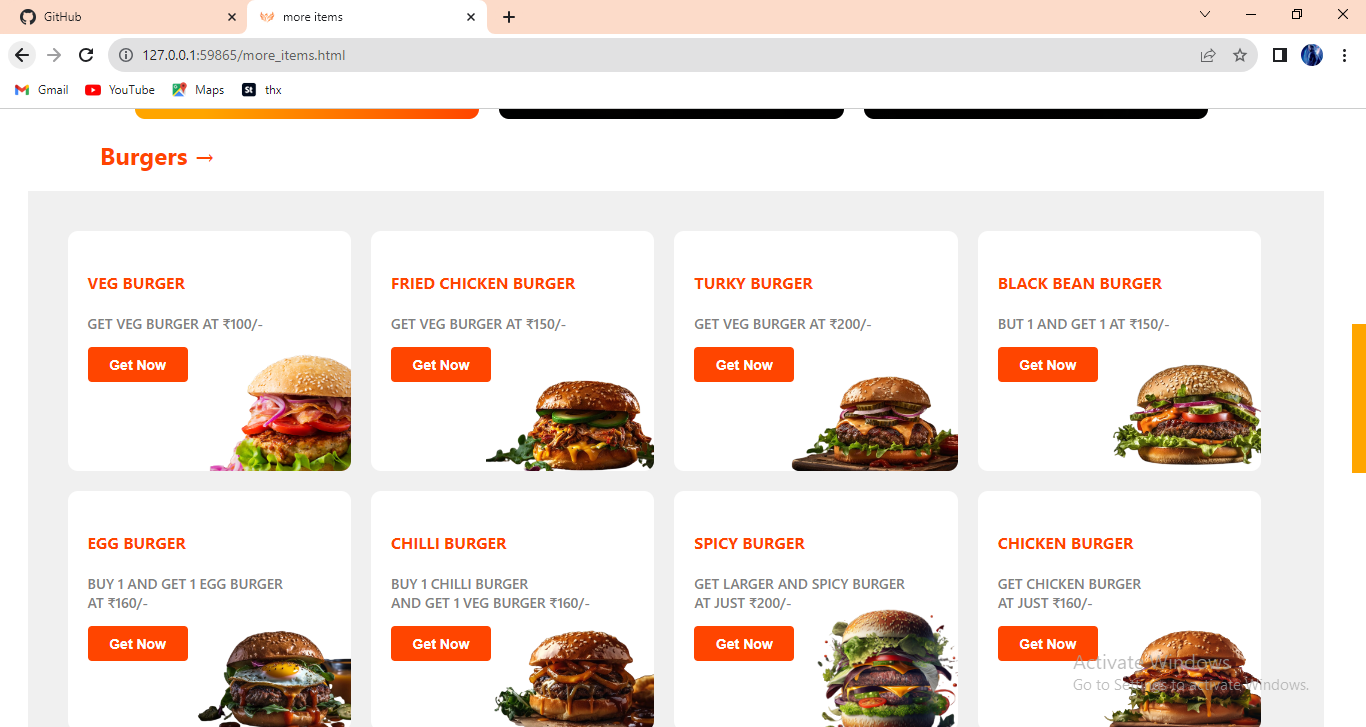 GitHub
more items
127.0.0.1:59865/more_items.html
Gmail
YouTube
Maps
St
thx
Burgers →
VEG BURGER
GET VEG BURGER AT ₹100/-
Get Now
FRIED CHICKEN BURGER
GET VEG BURGER AT ₹150/-
Get Now
TURKY BURGER
GET VEG BURGER AT ₹200/-
Get Now
BLACK BEAN BURGER
BUT 1 AND GET 1 AT ₹150/-
Get Now
EGG BURGER
BUY 1 AND GET 1 EGG BURGER
AT ₹160/-
Get Now
CHILLI BURGER
BUY 1 CHILLI BURGER
AND GET 1 VEG BURGER ₹160/-
Get Now
SPICY BURGER
GET LARGER AND SPICY BURGER
AT JUST ₹200/-
Get Now
CHICKEN BURGER
GET CHICKEN BURGER
AT JUST ₹160/-
Get Now
Activate Windows
Go to Settings to activate Windows.